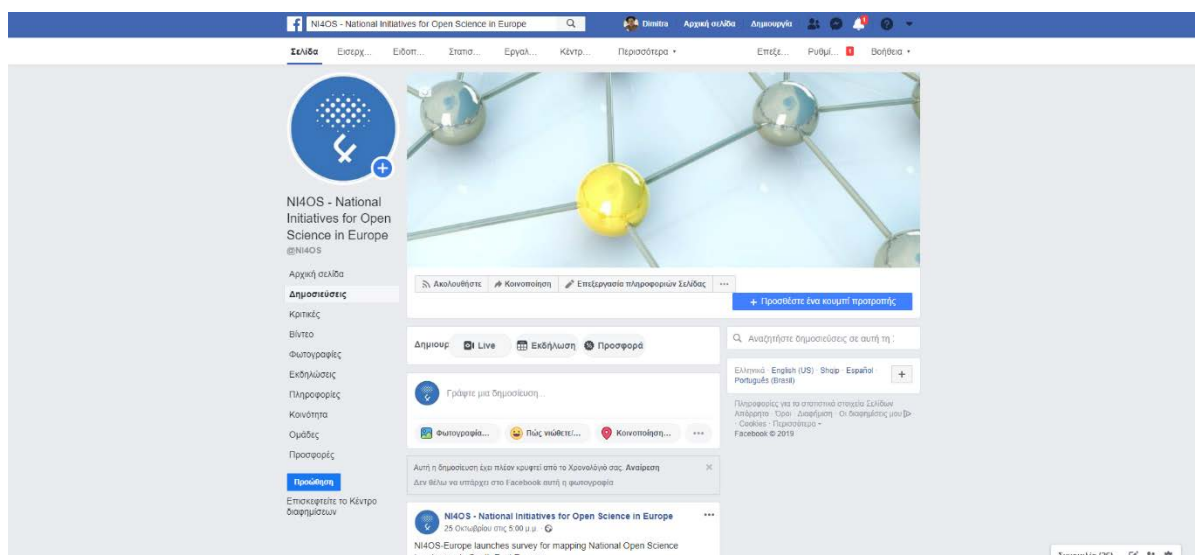 NI4OS - National Initiatives for Open Science in Europe
Dimitra Αρχική σελίδα Δημιουργία
Σελίδα Εισερχ... Ειδοπ... Στατισ... Εργαλ... Κέντρ... Περισσότερα Επεξε... Ρυθμί... Βοήθεια
NI4OS - National
Initiatives for Open
Science in Europe
@NI4OS
Αρχική σελίδα
Δημοσιεύσεις
Κριτικές
Βίντεο
Φωτογραφίες
Εκδηλώσεις
Πληροφορίες
Κοινότητα
Ομάδες
Προσφορές
Προώθηση
Επισκεφτείτε το Κέντρο
διαφημίσεων
Ακολουθήστε Κοινοποίηση Επεξεργασία πληροφοριών Σελίδας ...
+ Προσθέστε ένα κουμπί προτροπής
Δημιουρ Live Εκδήλωση Προσφορά
Γράψτε μια δημοσίευση...
Φωτογραφία... Πώς νιώθετε/... Κοινοποίηση... ...
Αυτή η δημοσίευση έχει πλέον κρυφτεί από το Χρονολόγιό σας. Αναίρεση
Δεν θέλω να υπάρχει στο Facebook αυτή η φωτογραφία
NI4OS - National Initiatives for Open Science in Europe ...
25 Οκτωβρίου στις 5:00 μ.μ. ·
NI4OS-Europe launches survey for mapping National Open Science
Αναζητήστε δημοσιεύσεις σε αυτή τη
Ελληνικά · English (US) · Shqip · Español ·
Português (Brasil)
+
Πληροφορίες για τα στατιστικά στοιχεία Σελίδων
Απόρρητο · Όροι · Διαφήμιση · Οι διαφημίσεις μου
· Cookies · Περισσότερα
Facebook © 2019